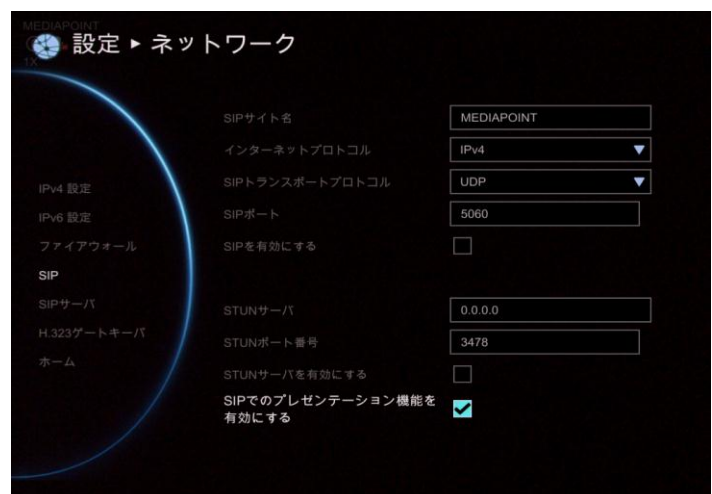 MEDIAPOINT
1X
設定 ▸ ネットワーク
SIPサイト名
MEDIAPOINT
インターネットプロトコル
IPv4
SIPトランスポートプロトコル
UDP
SIPポート
5060
SIPを有効にする
IPv4 設定
IPv6 設定
ファイアウォール
SIP
SIPサーバ
H.323ゲートキーパ
ホーム
STUNサーバ
0.0.0.0
STUNポート番号
3478
STUNサーバを有効にする
SIPでのプレゼンテーション機能を
有効にする